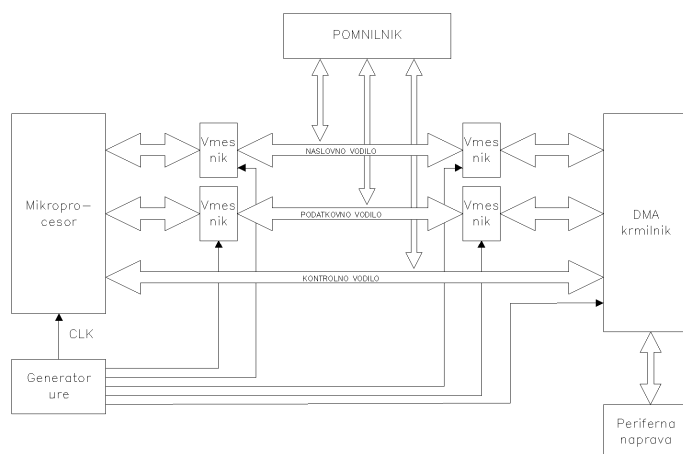 POMNILNIK
Vmes
nik
Vmes
nik
NASLOVNO VODILO
Mikropro-
cesor
Vmes
nik
Vmes
nik
PODATKOVNO VODILO
DMA
krmilnik
KONTROLNO VODILO
CLK
Generator
ure
Periferna
naprava